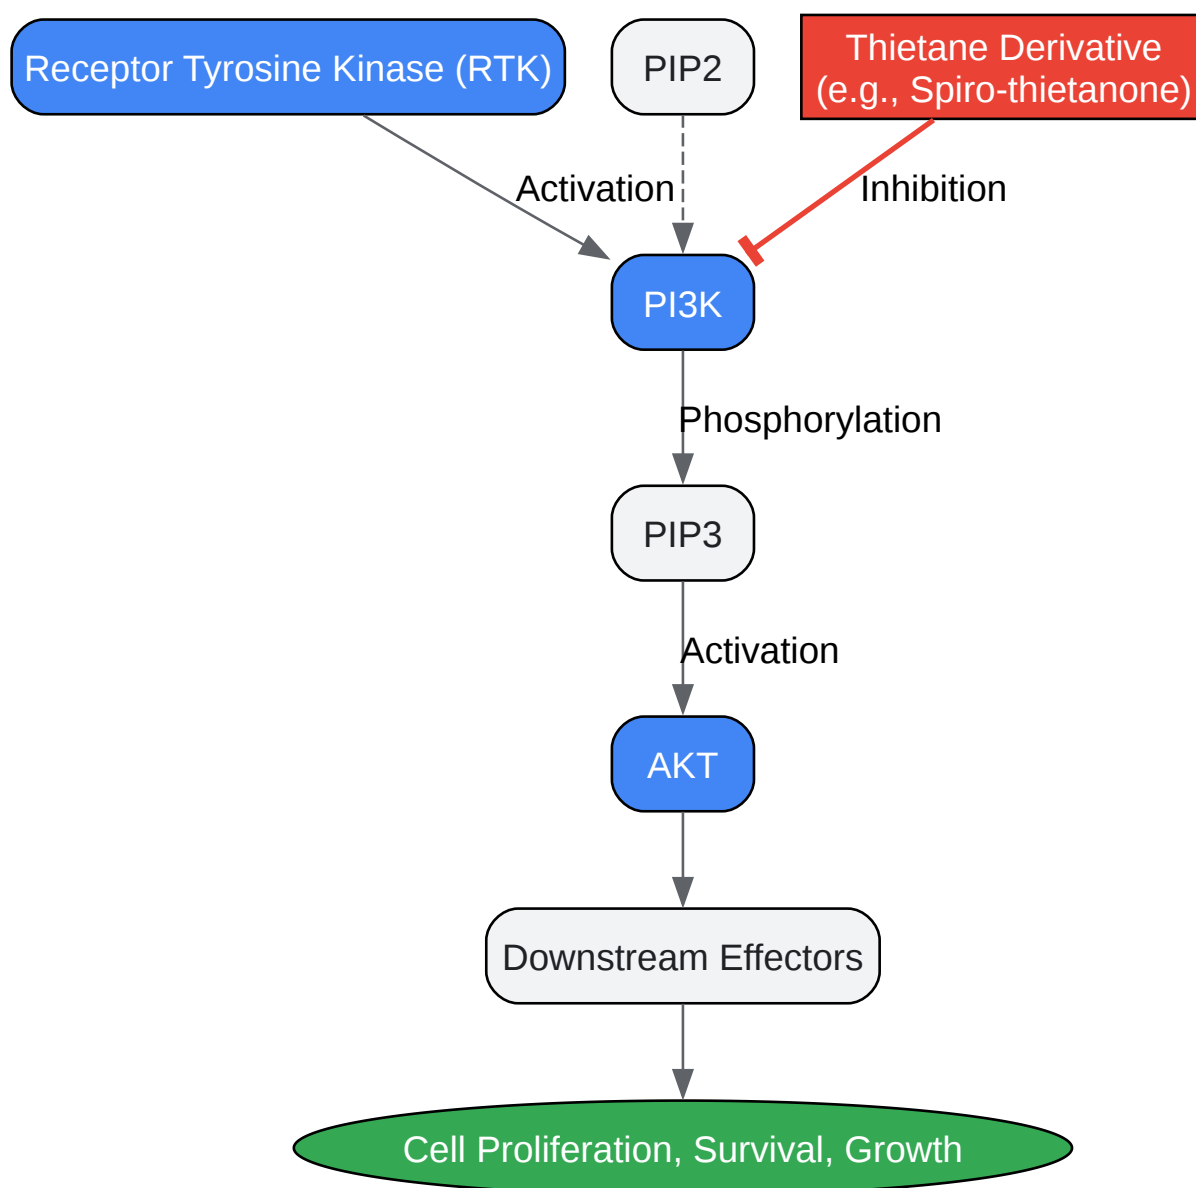 Receptor Tyrosine Kinase (RTK)
PIP2
Thietane Derivative
(e.g., Spiro-thietanone)
Activation
Inhibition
PI3K
Phosphorylation
PIP3
Activation
AKT
Downstream Effectors
Cell Proliferation, Survival, Growth